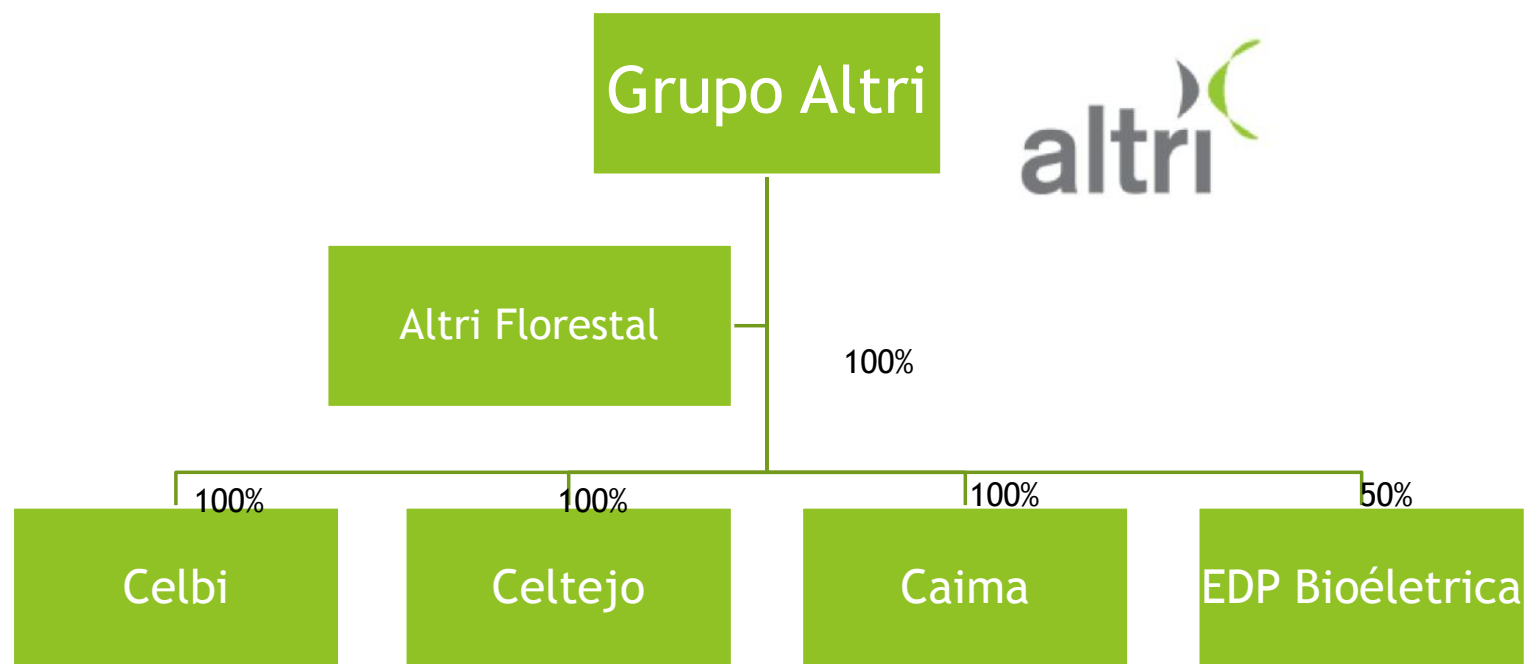 Grupo Altri
altri
Altri Florestal
100%
100%
100%
100%
50%
Celbi
Celtejo
Caima
EDP Bioéletrica